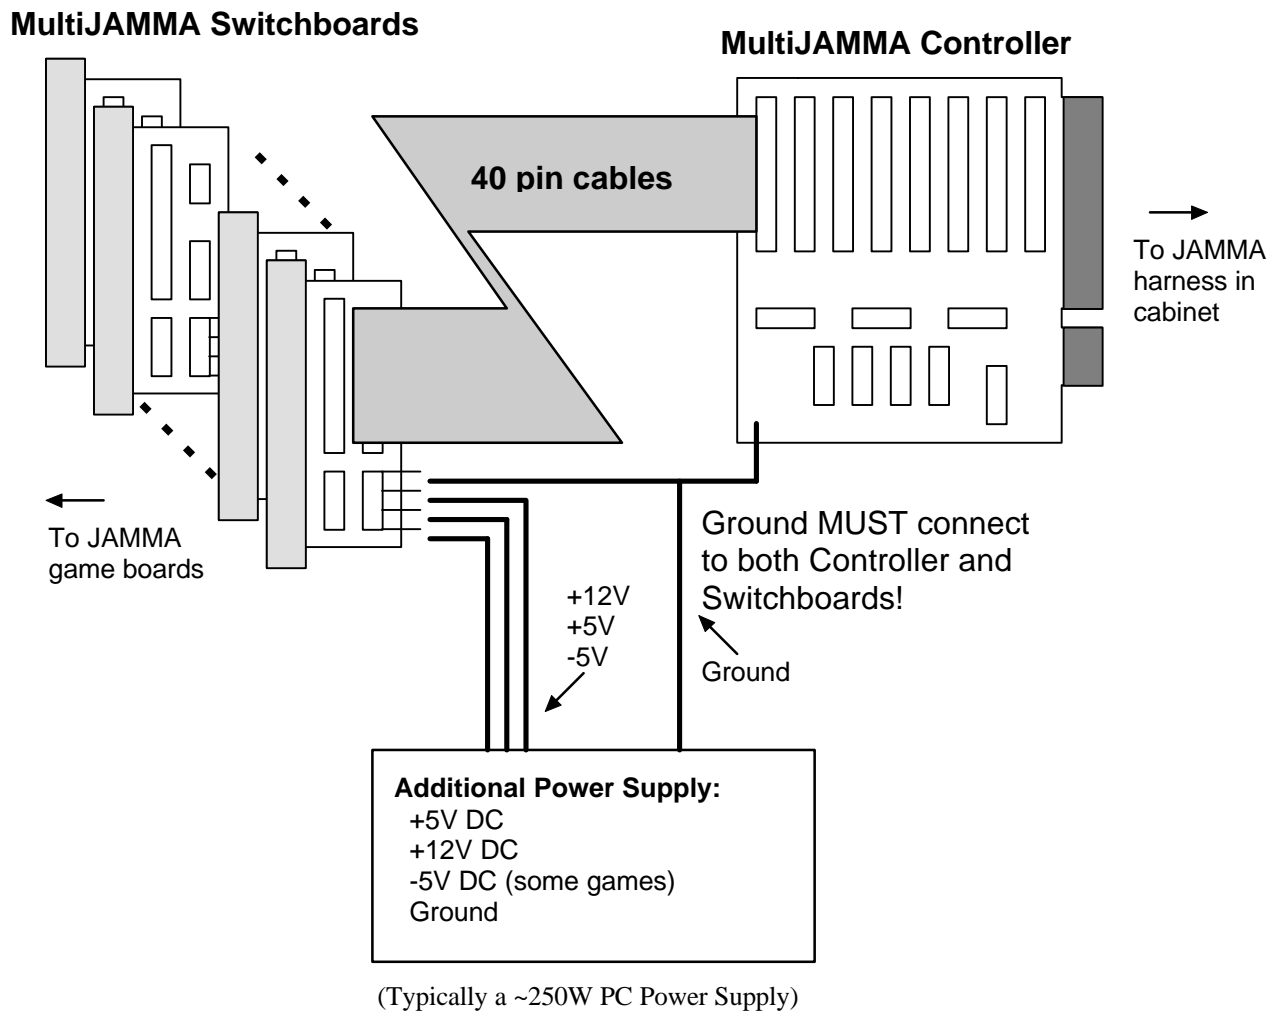 MultiJAMMA Switchboards
MultiJAMMA Controller
40 pin cables
To JAMMA
harness in
cabinet
To JAMMA
game boards
Ground MUST connect
to both Controller and
Switchboards!
+12V
+5V
-5V
Ground
Additional Power Supply:
+5V DC
+12V DC
-5V DC (some games)
Ground
(Typically a ~250W PC Power Supply)